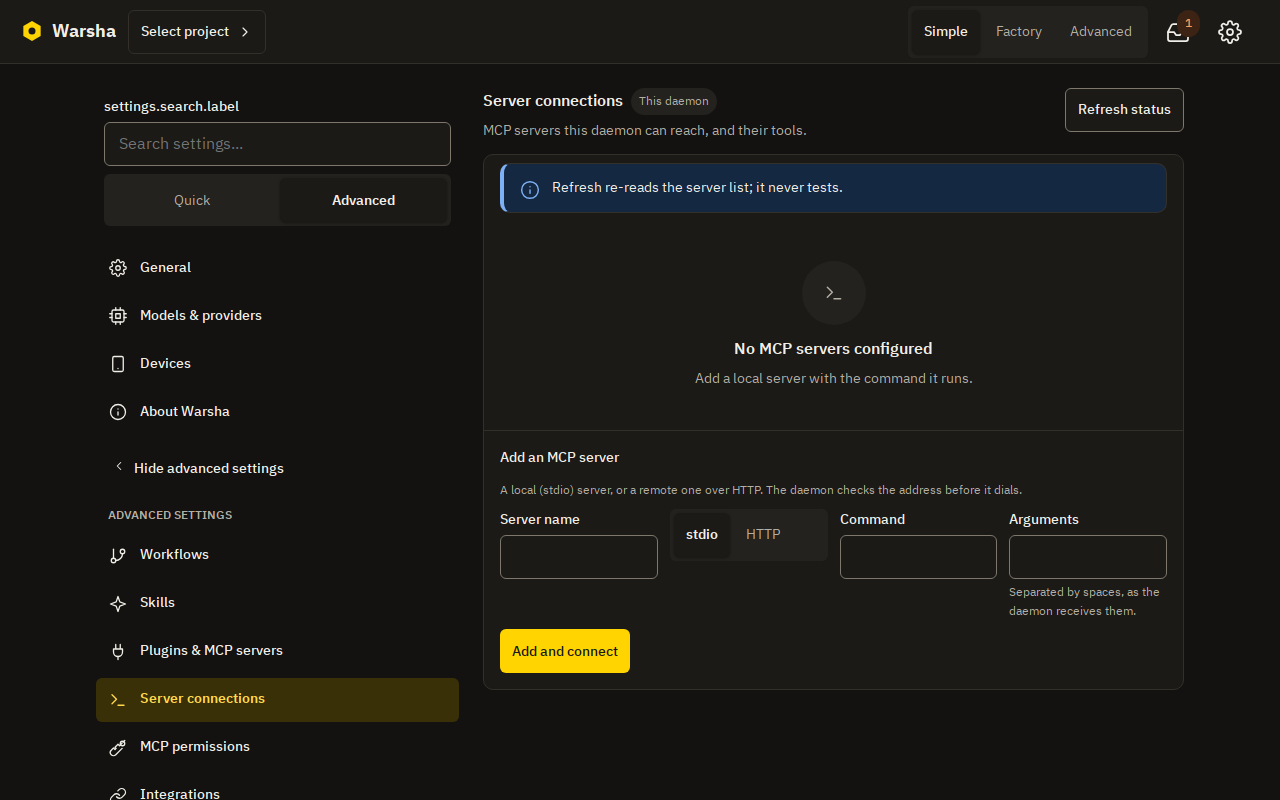 Warsha
Select project
Simple
Factory
Advanced
1
settings.search.label
Search settings...
Quick
Advanced
General
Models & providers
Devices
About Warsha
Hide advanced settings
ADVANCED SETTINGS
Workflows
Skills
Plugins & MCP servers
Server connections
MCP permissions
Integrations
Server connections
This daemon
MCP servers this daemon can reach, and their tools.
Refresh status
Refresh re-reads the server list; it never tests.
No MCP servers configured
Add a local server with the command it runs.
Add an MCP server
A local (stdio) server, or a remote one over HTTP. The daemon checks the address before it dials.
Server name
stdio
HTTP
Command
Arguments
Separated by spaces, as the
daemon receives them.
Add and connect